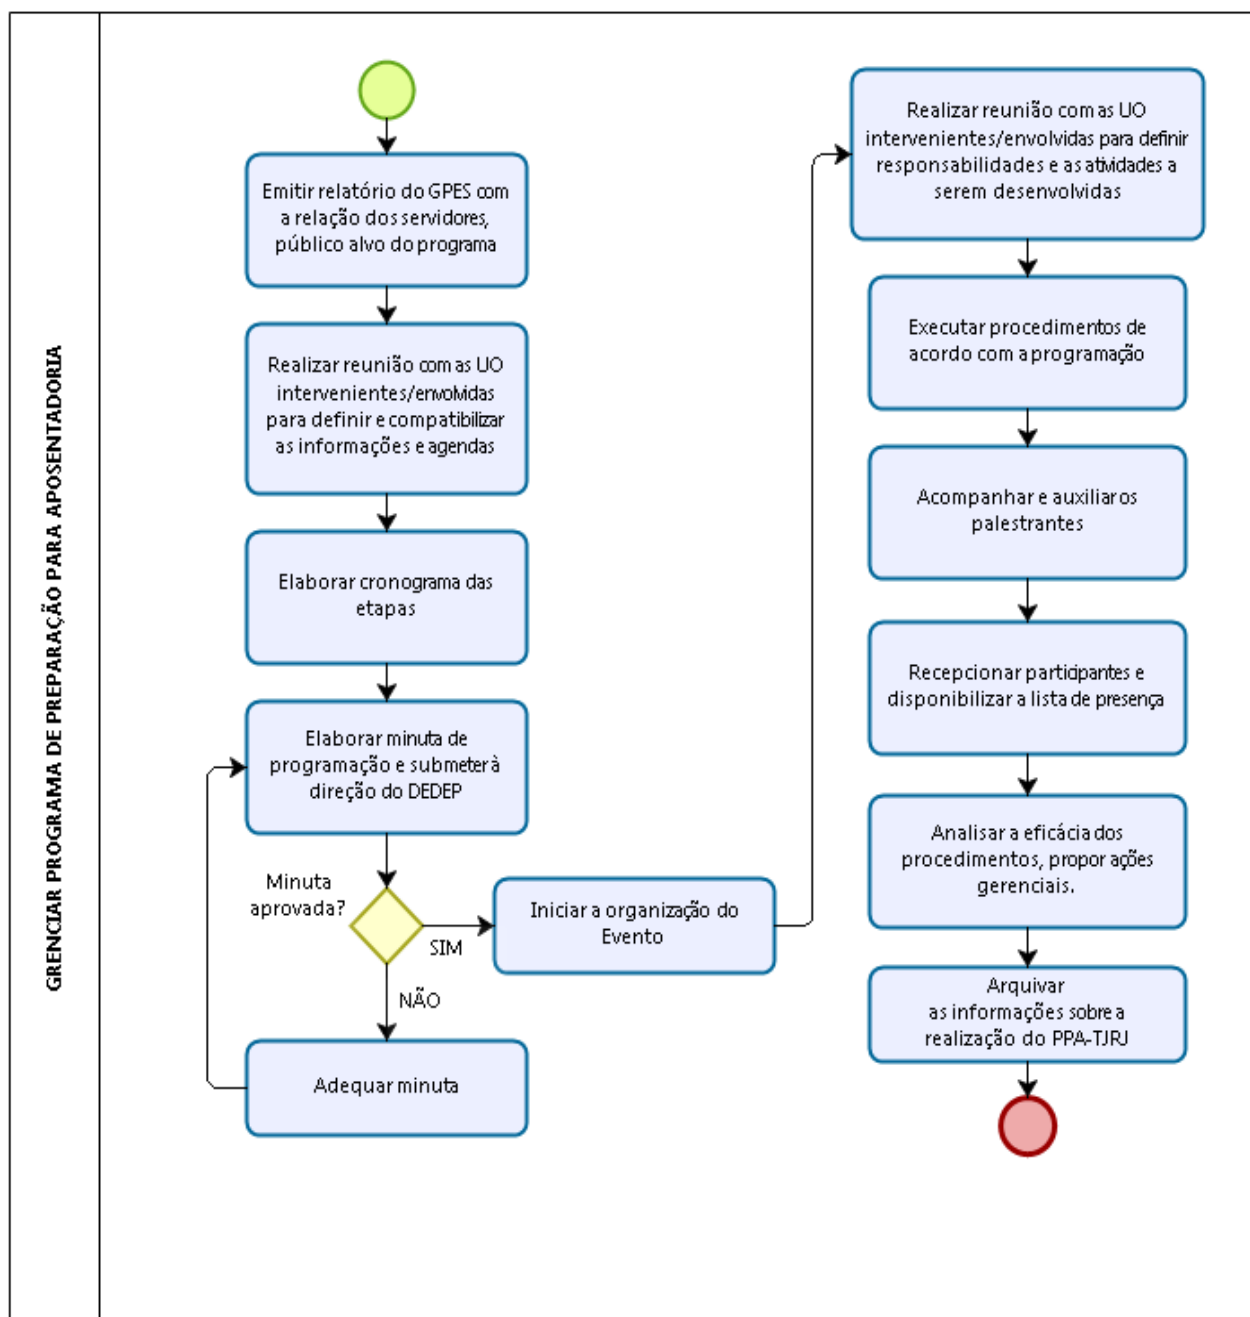 GRENCIAR PROGRAMA DE PREPARAÇÃO PARA APOSENTADORIA
Emitir relatório do GPES com
a relação dos servidores,
público alvo do programa
Realizar reunião com as UO
intervenientes/envolvidas
para definir e compatibilizar
as informações e agendas
Elaborar cronograma das
etapas
Elaborar minuta de
programação e submeter à
direção do DEDEP
Minuta
aprovada?
SIM
NÃO
Adequar minuta
Iniciar a organização do
Evento
Realizar reunião com as UO
intervenientes/envolvidas para definir
responsabilidades e as atividades a
serem desenvolvidas
Executar procedimentos de
acordo com a programação
Acompanhar e auxiliar os
palestrantes
Recepcionar participantes e
disponibilizar a lista de presença
Analisar a eficácia dos
procedimentos, propor ações
gerenciais.
Arquivar
as informações sobre a
realização do PPA-TJRJ